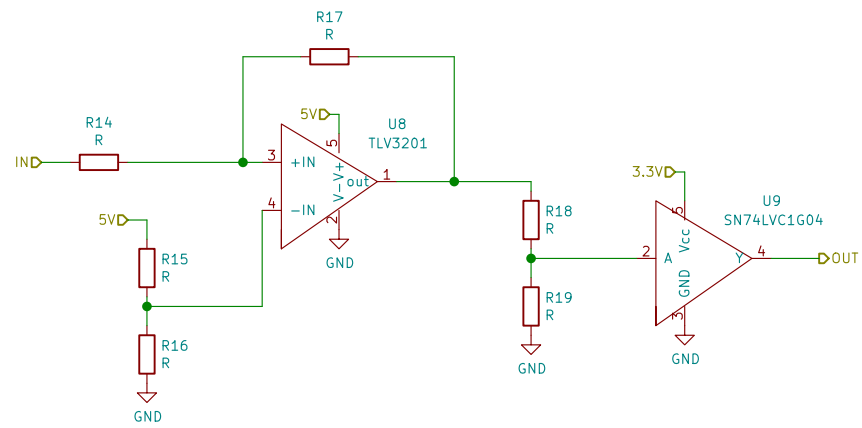 R17
R
5V
U8
TLV3201
R14
R
IN
3
+IN
5
V+
V-
out
1
4
-IN
2
GND
5V
R15
R
R16
R
GND
R18
R
R19
R
GND
3.3V
U9
SN74LVC1G04
5
Vcc
2
A
Y
4
OUT
GND
3
GND